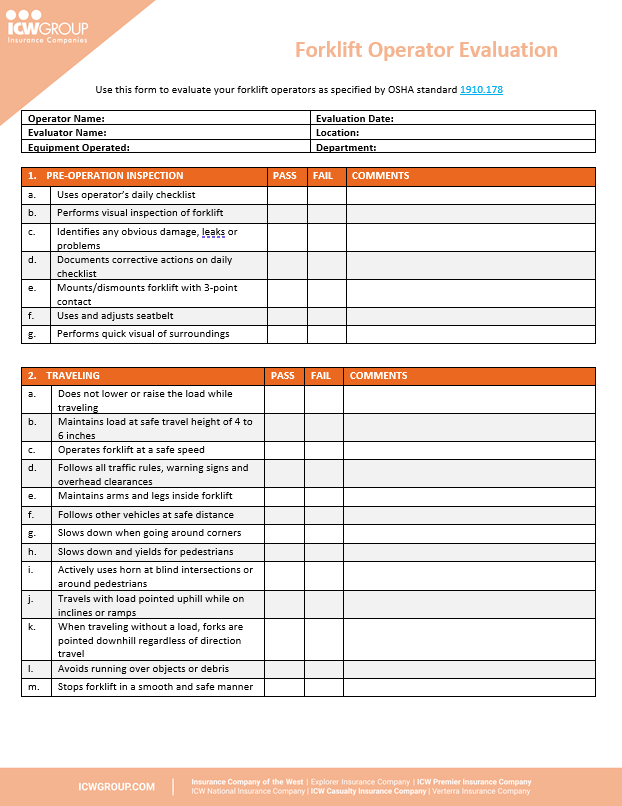 ICWGROUP
Insurance Companies
Forklift Operator Evaluation
Use this form to evaluate your forklift operators as specified by OSHA standard 1910.178
Operator Name: Evaluation Date:
Evaluator Name: Location:
Equipment Operated: Department:
1. PRE-OPERATION INSPECTION PASS FAIL COMMENTS
a. Uses operator's daily checklist
b. Performs visual inspection of forklift
c. Identifies any obvious damage, leaks or
problems
d. Documents corrective actions on daily
checklist
e. Mounts/dismounts forklift with 3-point
contact
f. Uses and adjusts seatbelt
g. Performs quick visual of surroundings
2. TRAVELING PASS FAIL COMMENTS
a. Does not lower or raise the load while
traveling
b. Maintains load at safe travel height of 4 to
6 inches
c. Operates forklift at a safe speed
d. Follows all traffic rules, warning signs and
overhead clearances
e. Maintains arms and legs inside forklift
f. Follows other vehicles at safe distance
g. Slows down when going around corners
h. Slows down and yields for pedestrians
i. Actively uses horn at blind intersections or
around pedestrians
j. Travels with load pointed uphill while on
inclines or ramps
k. When traveling without a load, forks are
pointed downhill regardless of direction
travel
l. Avoids running over objects or debris
m. Stops forklift in a smooth and safe manner
ICWGROUP.COM
Insurance Company of the West | Explorer Insurance Company | ICW Premier Insurance Company
ICW National Insurance Company | ICW Casualty Insurance Company | Verterra Insurance Company